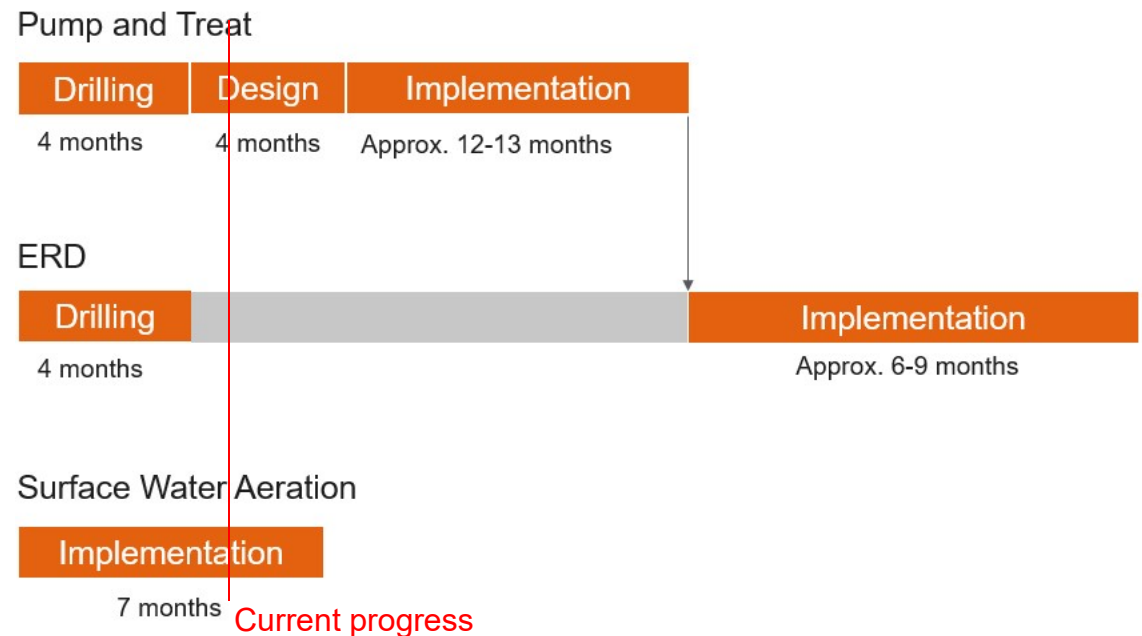 Pump and Treat
Drilling Design Implementation
4 months 4 months Approx. 12-13 months
ERD
Drilling Implementation
4 months Approx. 6-9 months
Surface Water Aeration
Implementation
7 months
Current progress